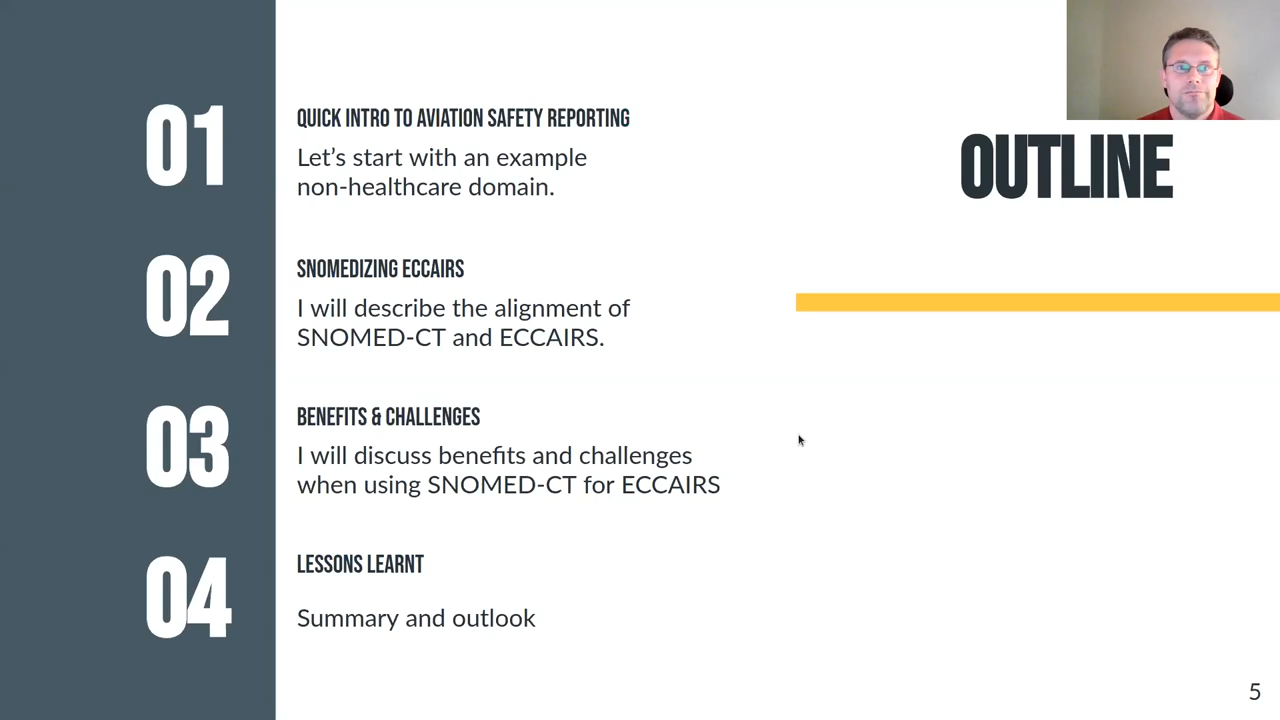 OUTLINE
01
QUICK INTRO TO AVIATION SAFETY REPORTING
Let’s start with an example
non-healthcare domain.
02
SNOMEDIZING ECCAIRS
I will describe the alignment of
SNOMED-CT and ECCAIRS.
03
BENEFITS & CHALLENGES
I will discuss benefits and challenges
when using SNOMED-CT for ECCAIRS
04
LESSONS LEARNT
Summary and outlook
5